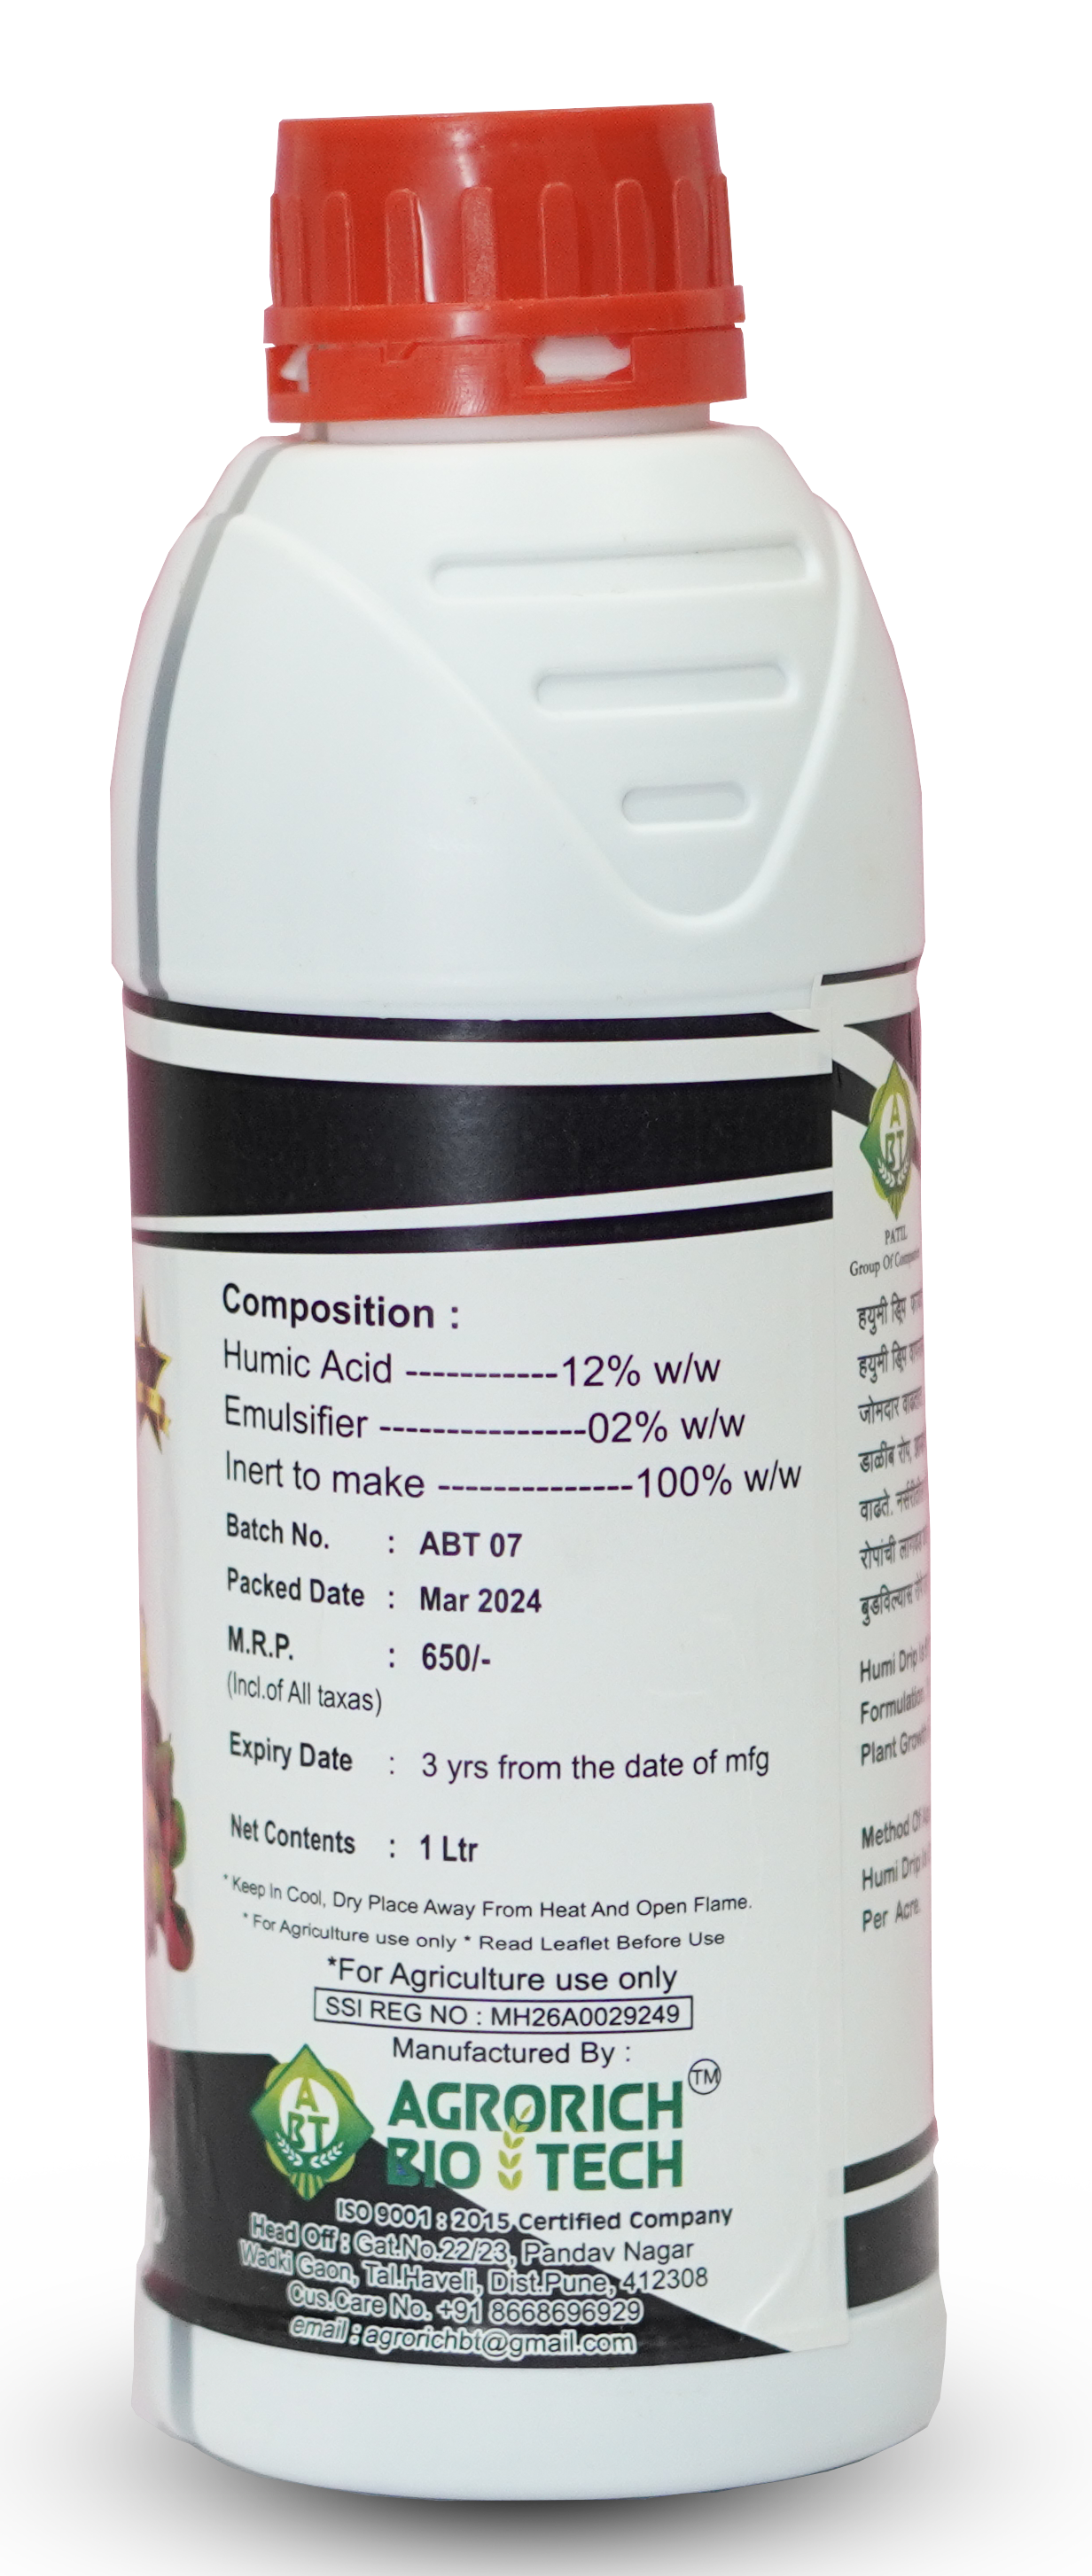 Composition :
Humic Acid -----------12% w/w
Emulsifier ---------------02% w/w
Inert to make --------------100% w/w
Batch No. : ABT 07
Packed Date : Mar 2024
M.R.P. : 650/-
(Incl.of All taxas)
Expiry Date : 3 yrs from the date of mfg
Net Contents : 1 Ltr
* Keep In Cool, Dry Place Away From Heat And Open Flame.
* For Agriculture use only * Read Leaflet Before Use
*For Agriculture use only
SSI REG NO : MH26A0029249
Manufactured By :
ABT
AGRORICH TM
BIO TECH
ISO 9001 : 2015 Certified Company
Head Off : Gat.No.22/23, Pandav Nagar
Wadki Gaon, Tal.Haveli, Dist.Pune, 412308
Cus.Care No. +91 8668696929
email : agrorichbt@gmail.com
ABT
PATIL
Group Of
हयुमी ड्रिप
हयुमी ड्रिप
जोमदार
डाळींब रोप,
वाढते.
रोपांची
बुडविल्यास
Humi Drip
Formulation
Plant
Method Of
Humi Drip
Per Acre.